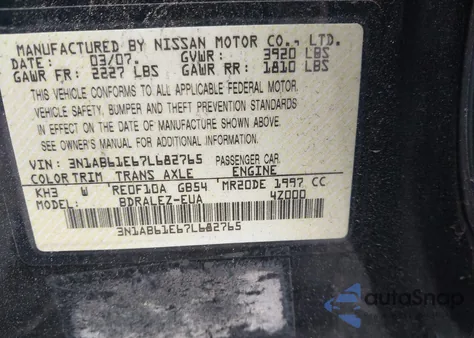 MANUFACTURED BY NISSAN MOTOR CO., LTD.
DATE: 03/07. GVWR: 3920 LBS
GAWR FR: 2227 LBS GAWR RR: 1810 LBS
THIS VEHICLE CONFORMS TO ALL APPLICABLE FEDERAL MOTOR
VEHICLE SAFETY, BUMPER AND THEFT PREVENTION STANDARDS
IN EFFECT ON THE DATE OF MANUFACTURE SHOWN ABOVE.
SEE OWNER'S MANUAL FOR ADDITIONAL INFORMATION.
VIN: 3N1AB61E67L682765 PASSENGER CAR.
COLOR TRIM TRANS AXLE ENGINE
KH3 W RE0F10A GB54 MR20DE 1997 CC
MODEL: BDRALEZ-EUA 4Z000
3N1AB61E67L682765
autoSnap